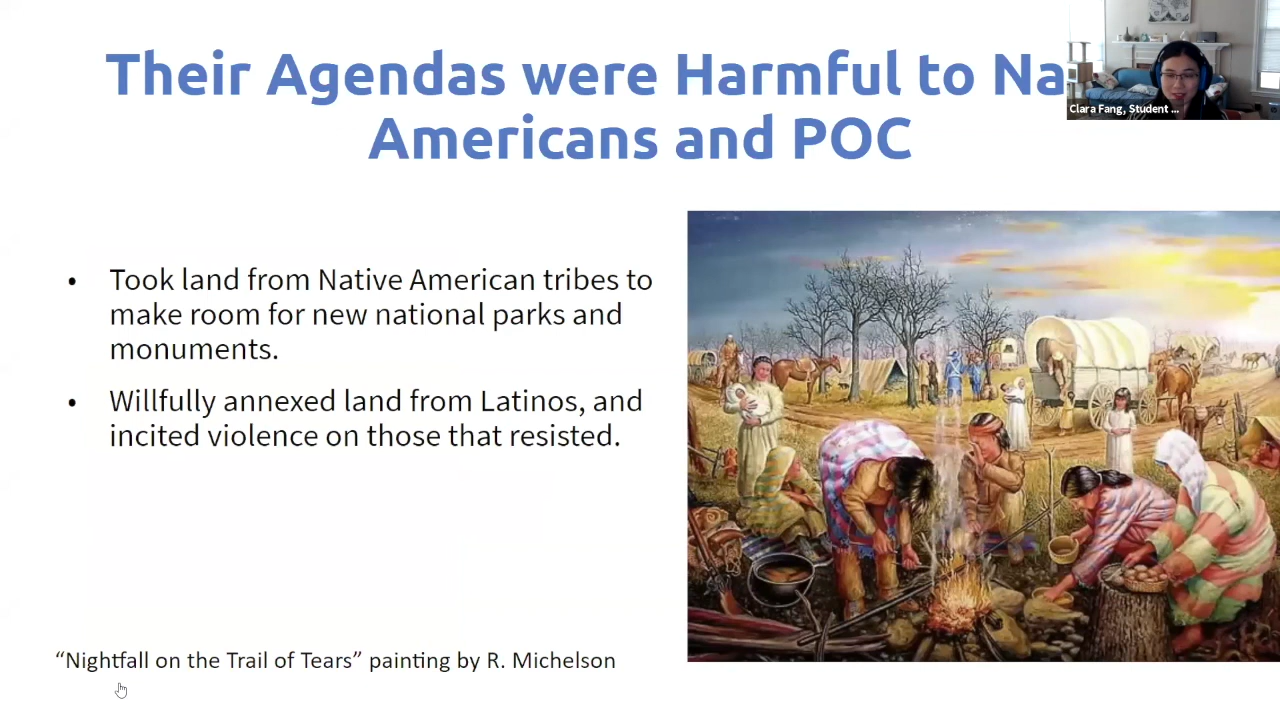 Their Agendas were Harmful to Na
Americans and POC
Clara Fang, Student ...
• Took land from Native American tribes to
make room for new national parks and
monuments.
• Willfully annexed land from Latinos, and
incited violence on those that resisted.
“Nightfall on the Trail of Tears” painting by R. Michelson